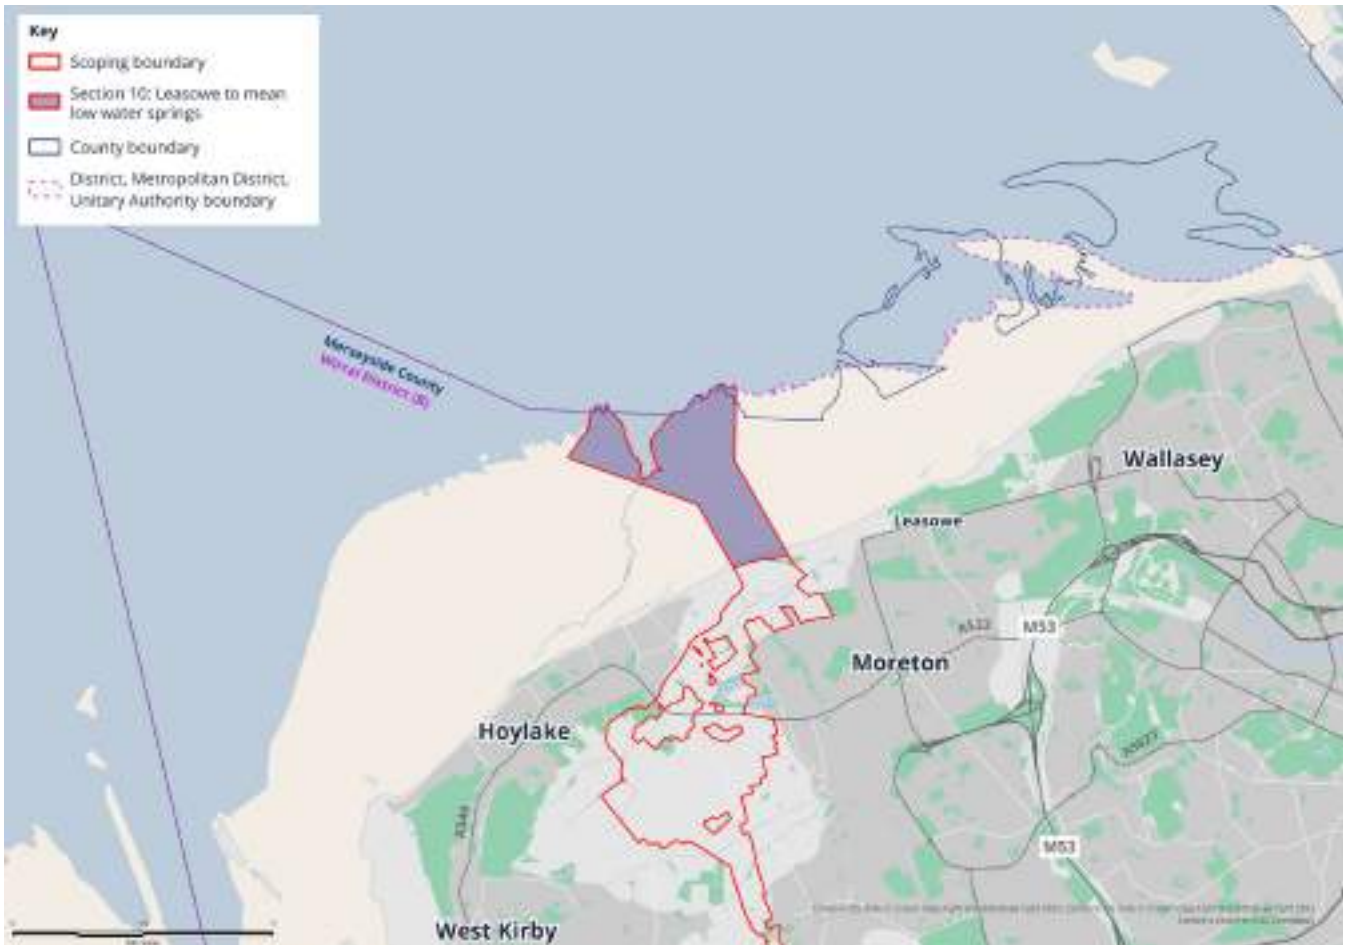 Key
Scoping boundary
Section 10: Leasowe to mean
low water springs
County boundary
District, Metropolitan District,
Unitary Authority boundary
Merseyside County
Wirral District (B)
Wallasey
Leasowe
M53
Moreton
Hoylake
M53
West Kirby